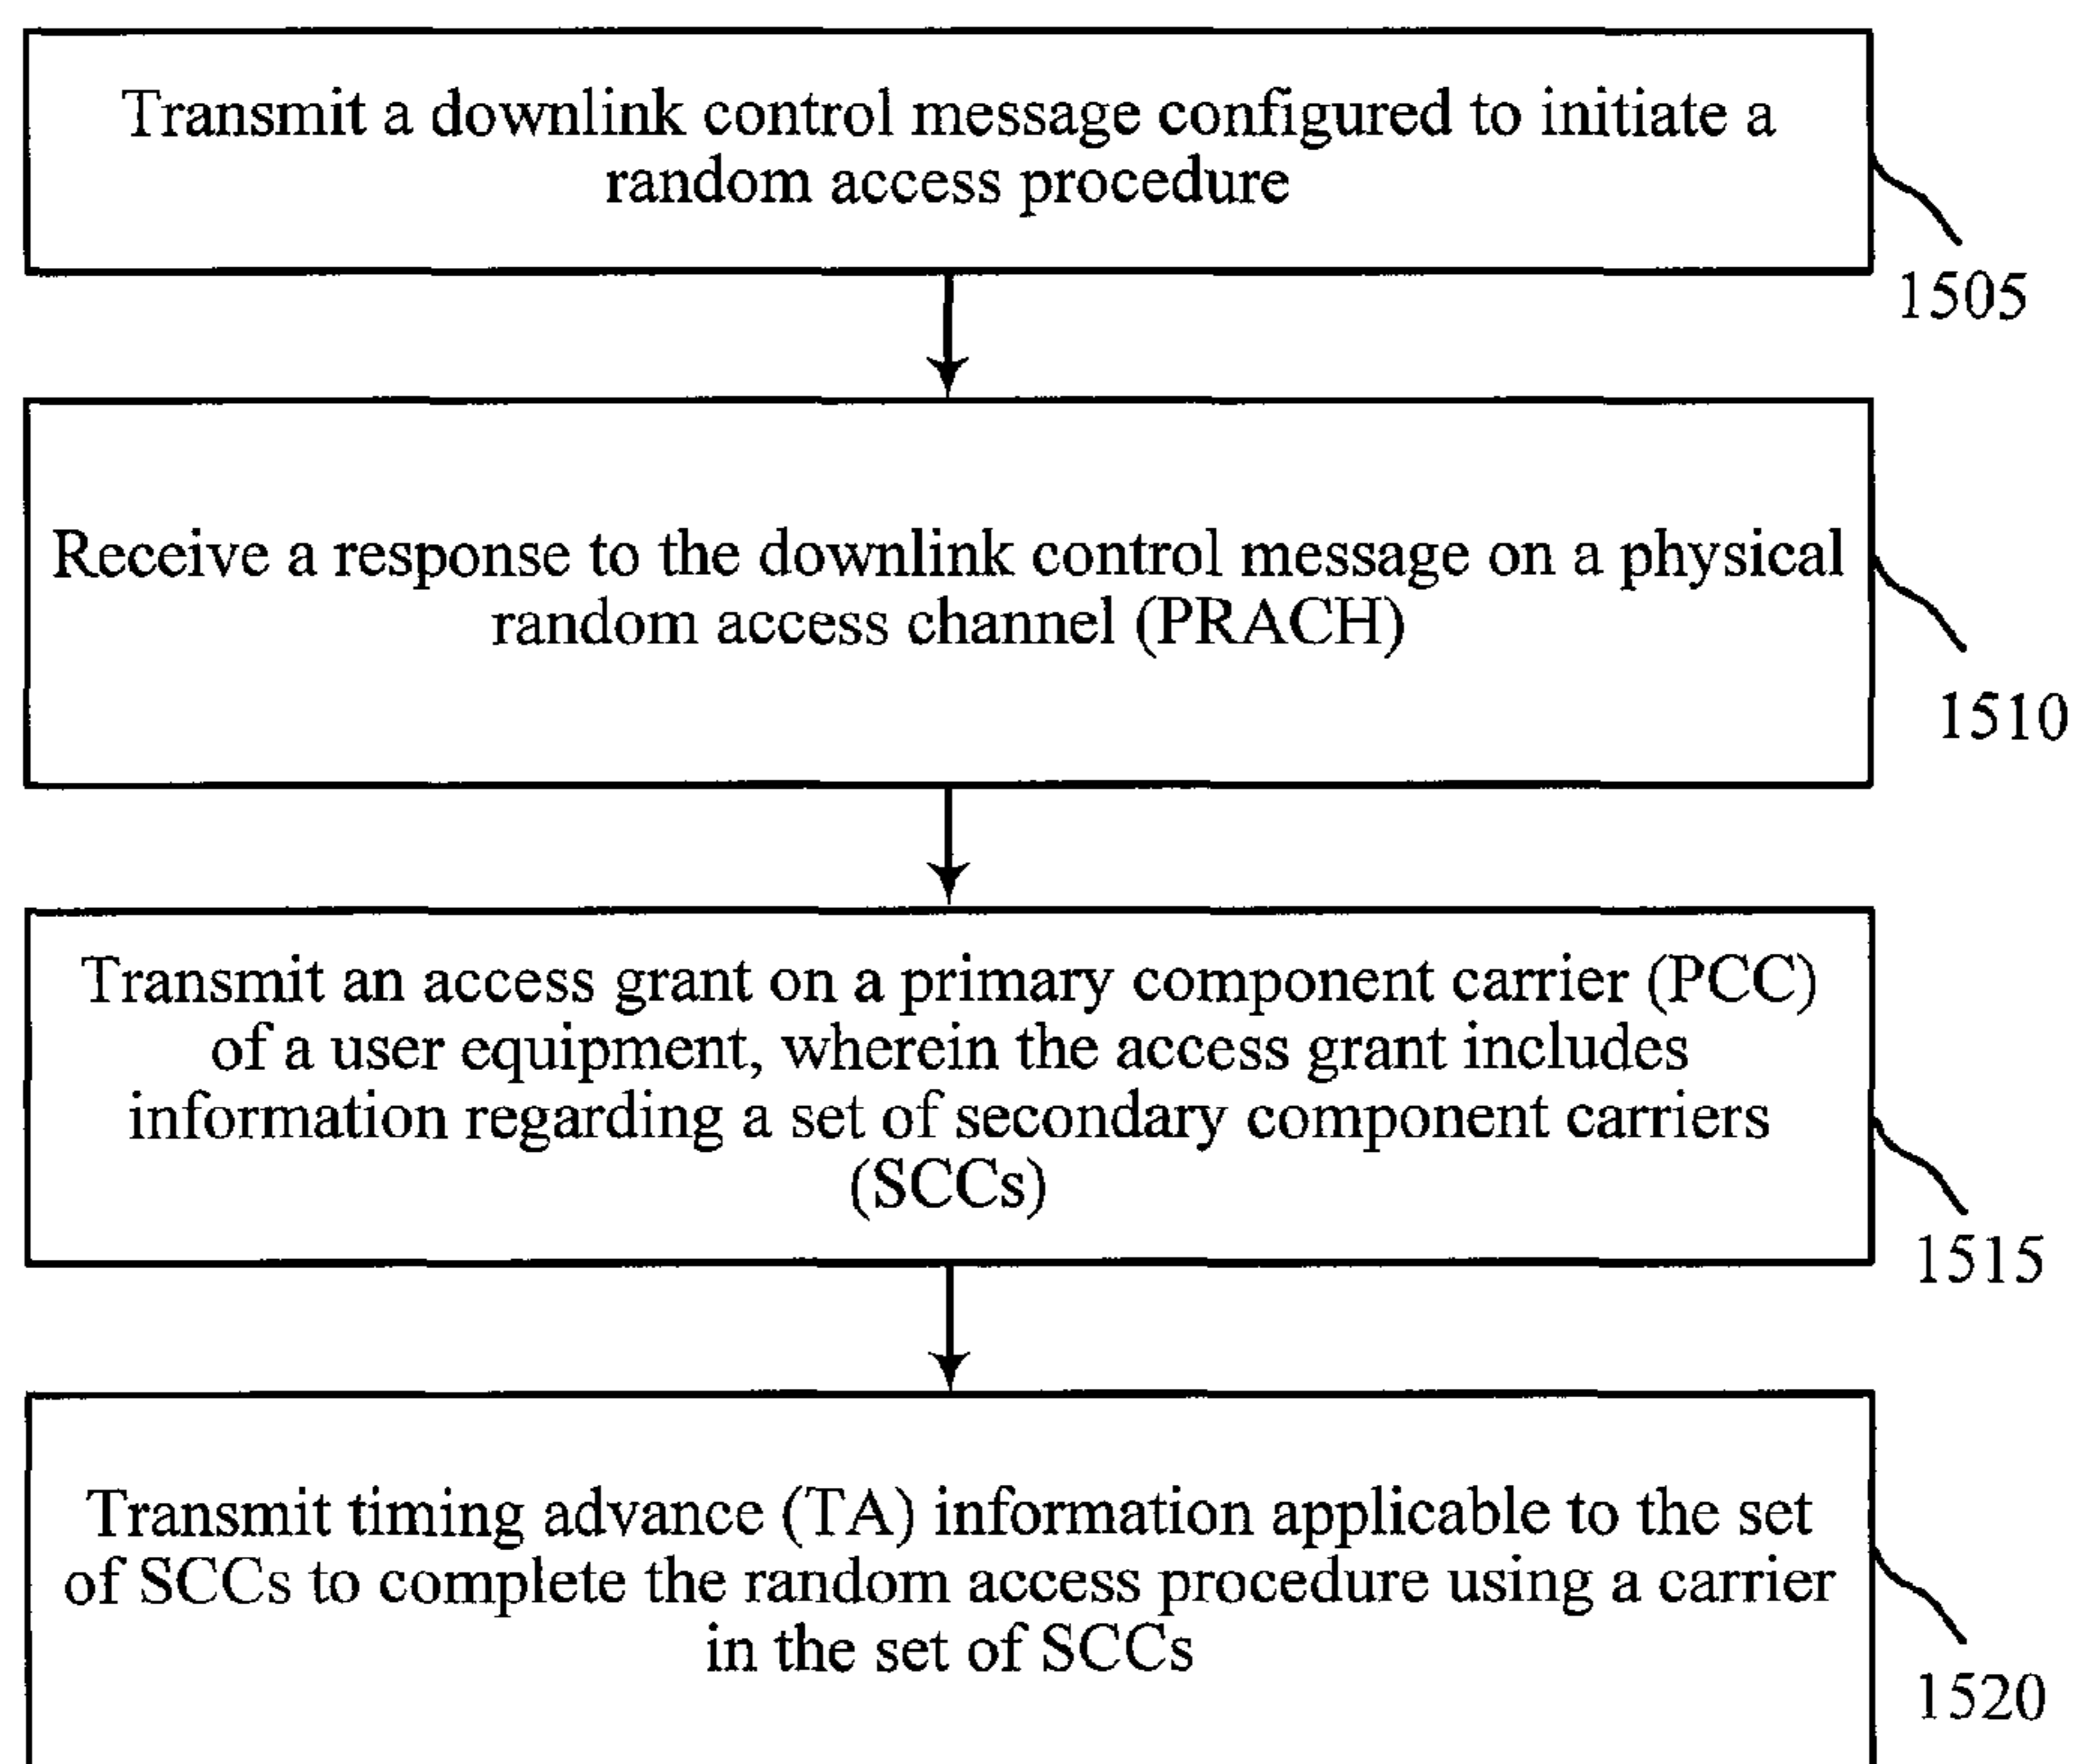 Transmit a downlink control message configured to initiate a
random access procedure
1505
Receive a response to the downlink control message on a physical
random access channel (PRACH)
1510
Transmit an access grant on a primary component carrier (PCC)
of a user equipment, wherein the access grant includes
information regarding a set of secondary component carriers
(SCCs)
1515
Transmit timing advance (TA) information applicable to the set
of SCCs to complete the random access procedure using a carrier
in the set of SCCs
1520